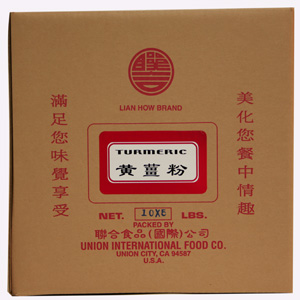 LIAN HOW BRAND
滿足您味覺享受
美化您餐中情趣
TURMERIC
黄薑粉
NET. 10XE LBS.
PACKED BY
聯合食品(國際)公司
UNION INTERNATIONAL FOOD CO.
UNION CITY, CA 94587
U.S.A.